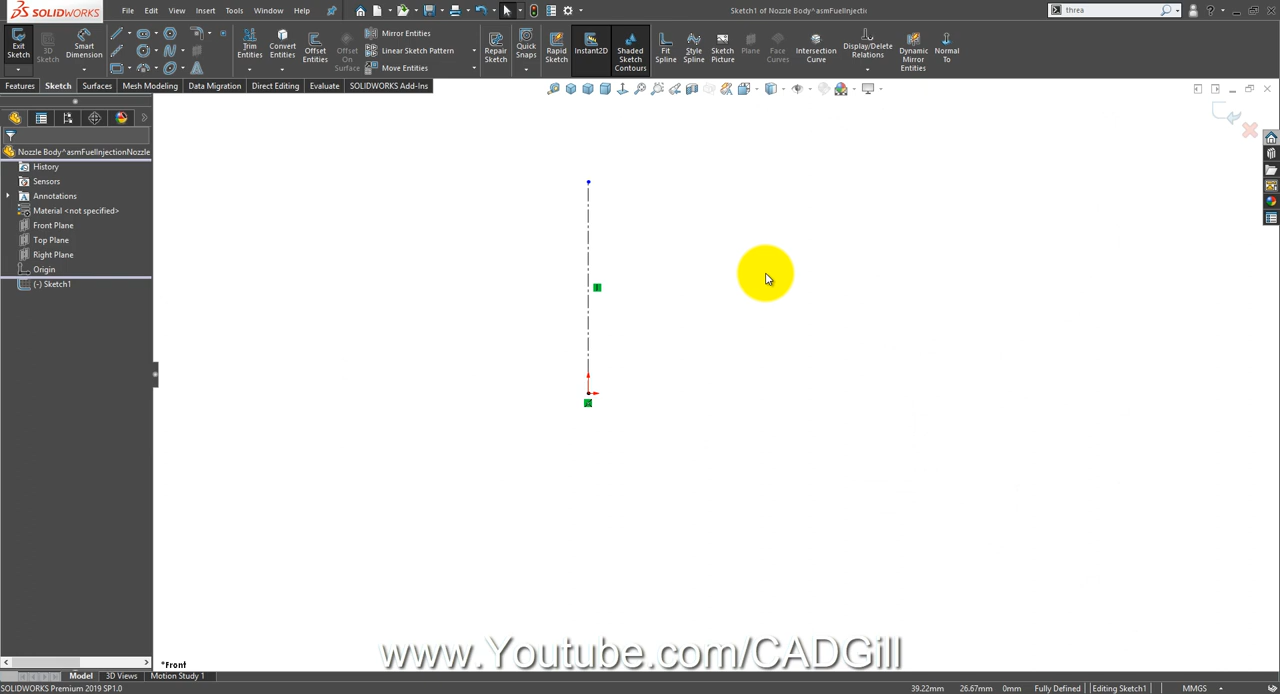 SOLIDWORKS
File Edit View Insert Tools Window Help
Sketch1 of Nozzle Body^asmFuelInjectio
threa
Exit Sketch
3D Sketch
Smart Dimension
Trim Entities
Convert Entities
Offset Entities
Offset On Surface
Mirror Entities
Linear Sketch Pattern
Move Entities
Display/Delete Relations
Repair Sketch
Quick Snaps
Rapid Sketch
Instant2D
Shaded Sketch Contours
Fit Spline
Style Spline
Sketch Picture
Plane
Face Curves
Intersection Curve
Dynamic Mirror Entities
Normal To
Features Sketch Surfaces Mesh Modeling Data Migration Direct Editing Evaluate SOLIDWORKS Add-Ins
Nozzle Body^asmFuelInjectionNozzle
History
Sensors
Annotations
Material <not specified>
Front Plane
Top Plane
Right Plane
Origin
(-) Sketch1
www.Youtube.com/CADGill
*Front
Model 3D Views Motion Study 1
SOLIDWORKS Premium 2019 SP1.0
39.22mm 26.67mm 0mm Fully Defined Editing Sketch1 MMGS